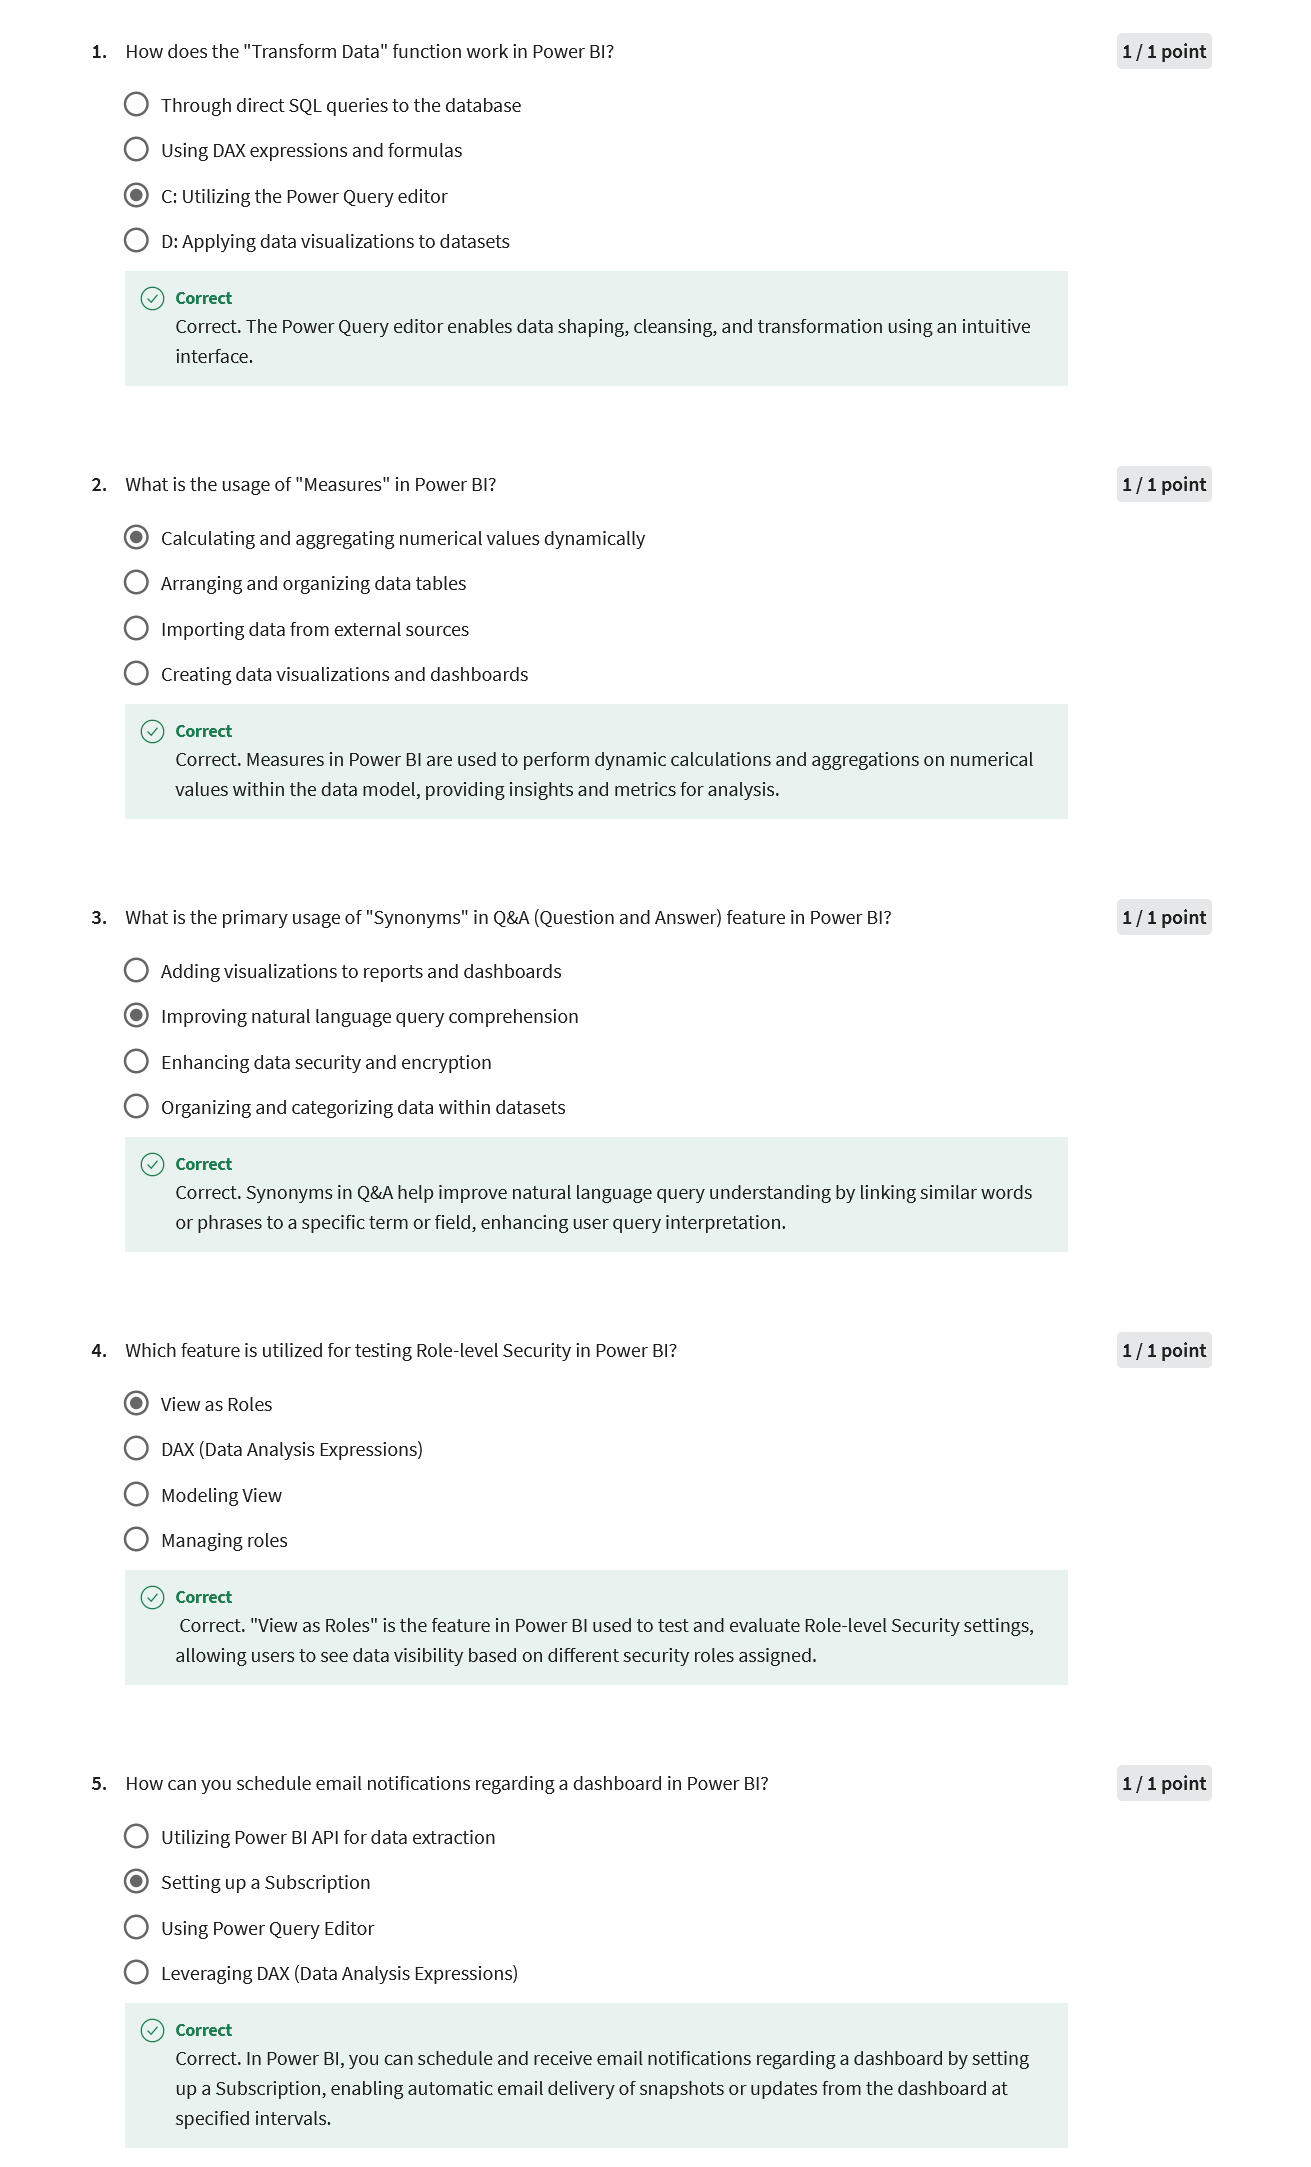 1. How does the "Transform Data" function work in Power BI? 1 / 1 point
Through direct SQL queries to the database
Using DAX expressions and formulas
C: Utilizing the Power Query editor
D: Applying data visualizations to datasets
Correct
Correct. The Power Query editor enables data shaping, cleansing, and transformation using an intuitive
interface.
2. What is the usage of "Measures" in Power BI? 1 / 1 point
Calculating and aggregating numerical values dynamically
Arranging and organizing data tables
Importing data from external sources
Creating data visualizations and dashboards
Correct
Correct. Measures in Power BI are used to perform dynamic calculations and aggregations on numerical
values within the data model, providing insights and metrics for analysis.
3. What is the primary usage of "Synonyms" in Q&A (Question and Answer) feature in Power BI? 1 / 1 point
Adding visualizations to reports and dashboards
Improving natural language query comprehension
Enhancing data security and encryption
Organizing and categorizing data within datasets
Correct
Correct. Synonyms in Q&A help improve natural language query understanding by linking similar words
or phrases to a specific term or field, enhancing user query interpretation.
4. Which feature is utilized for testing Role-level Security in Power BI? 1 / 1 point
View as Roles
DAX (Data Analysis Expressions)
Modeling View
Managing roles
Correct
Correct. "View as Roles" is the feature in Power BI used to test and evaluate Role-level Security settings,
allowing users to see data visibility based on different security roles assigned.
5. How can you schedule email notifications regarding a dashboard in Power BI? 1 / 1 point
Utilizing Power BI API for data extraction
Setting up a Subscription
Using Power Query Editor
Leveraging DAX (Data Analysis Expressions)
Correct
Correct. In Power BI, you can schedule and receive email notifications regarding a dashboard by setting
up a Subscription, enabling automatic email delivery of snapshots or updates from the dashboard at
specified intervals.